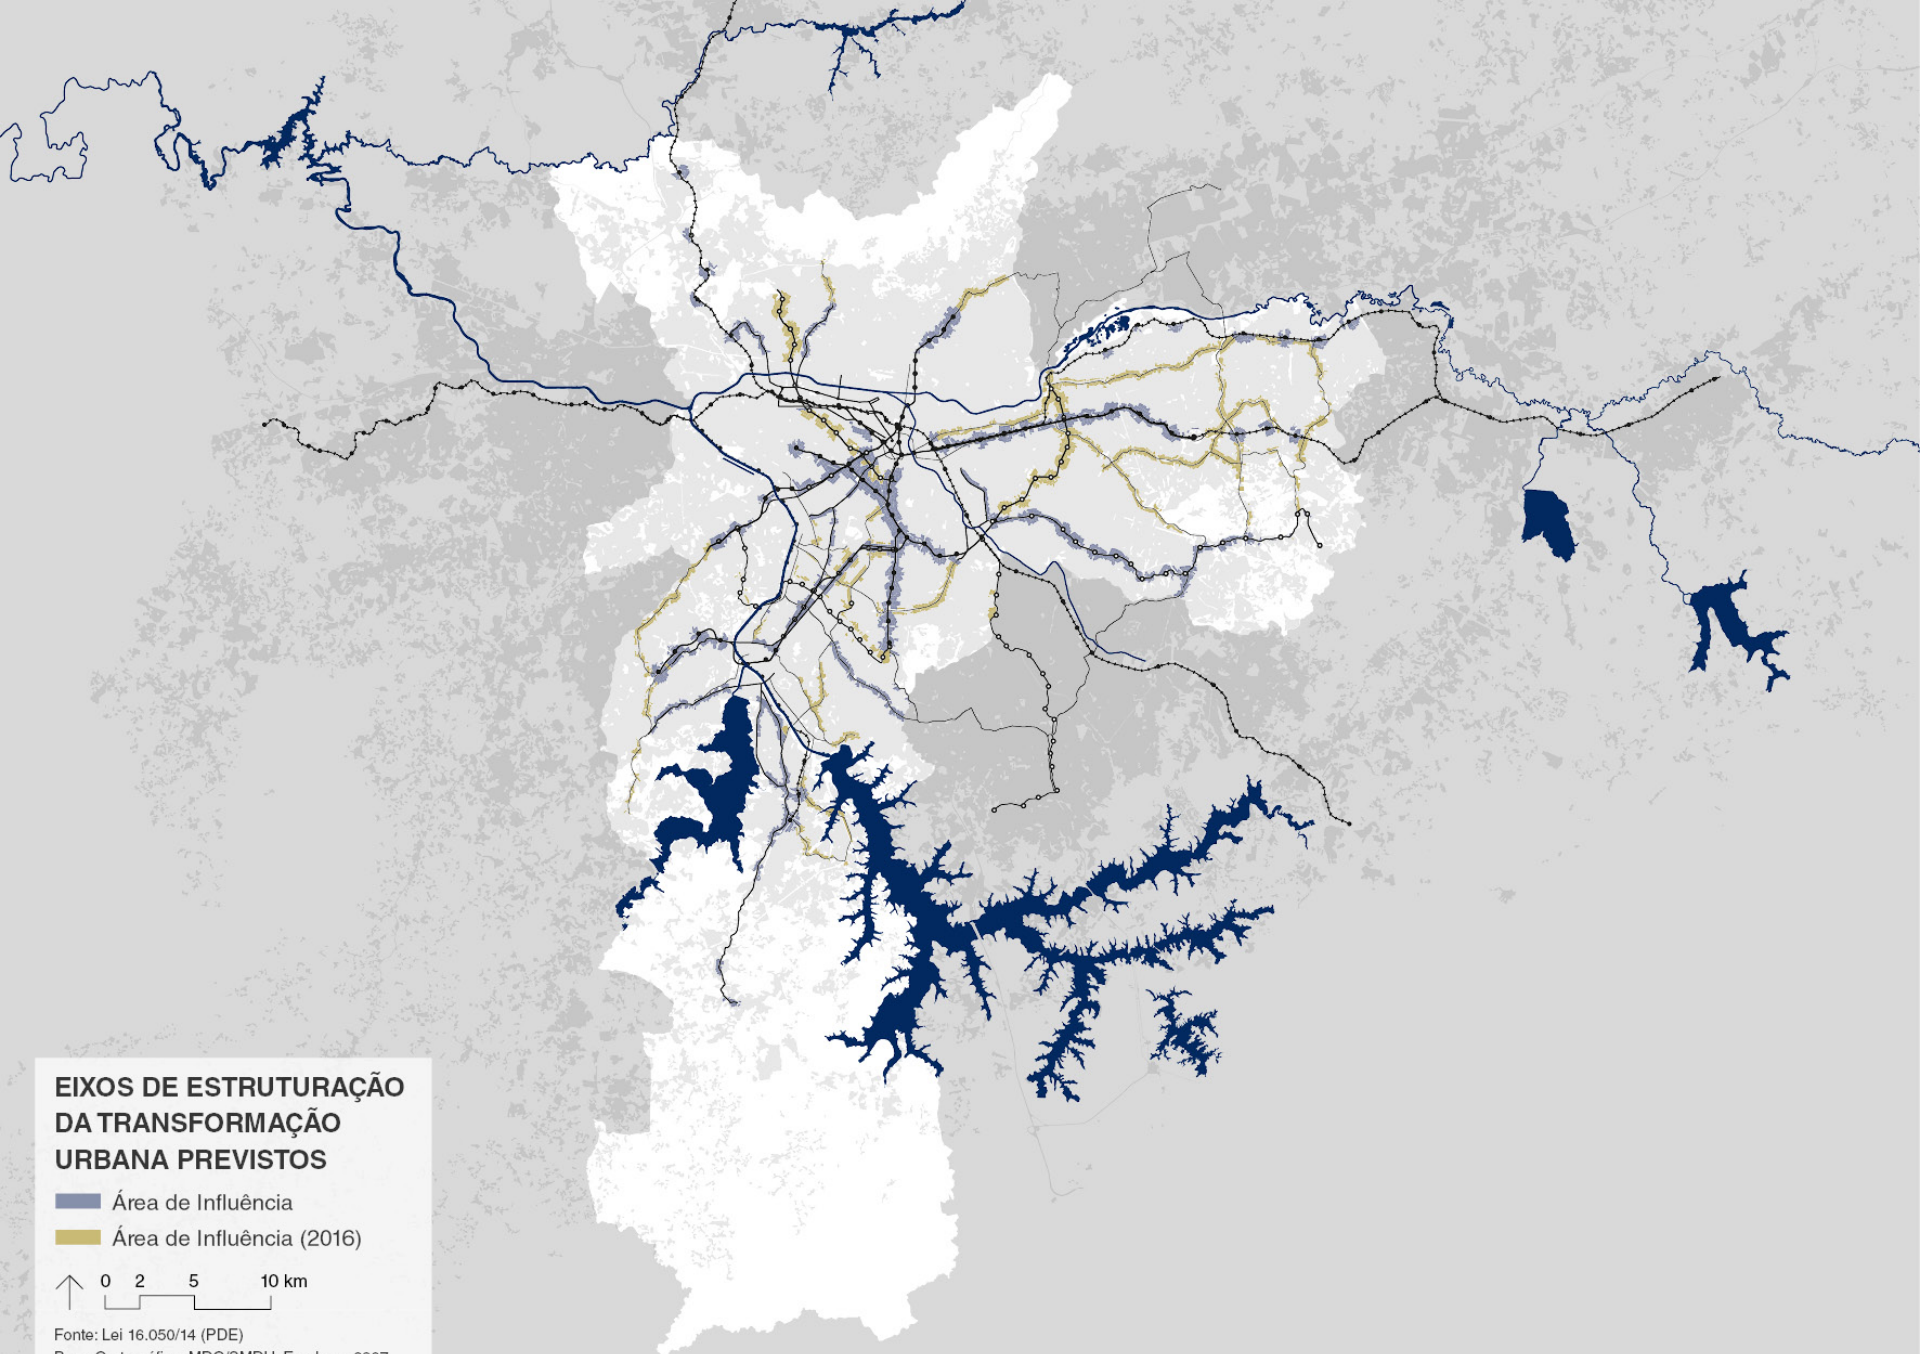 EIXOS DE ESTRUTURAÇÃO
DA TRANSFORMAÇÃO
URBANA PREVISTOS
Área de Influência
Área de Influência (2016)
0 2 5 10 km
Fonte: Lei 16.050/14 (PDE)